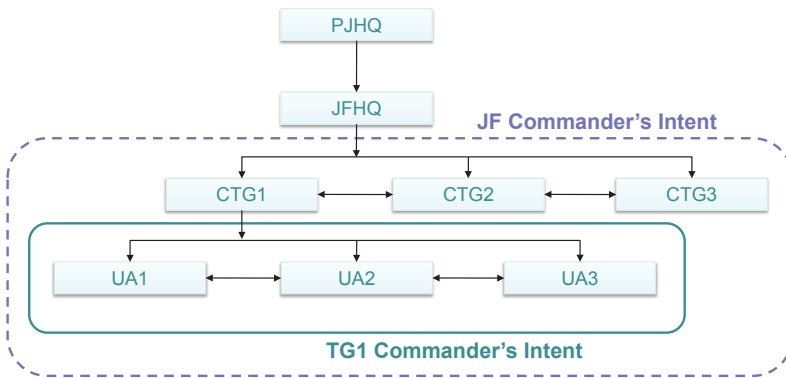 PJHQ
JFHQ
JF Commander's Intent
CTG1
CTG2
CTG3
UA1
UA2
UA3
TG1 Commander's Intent